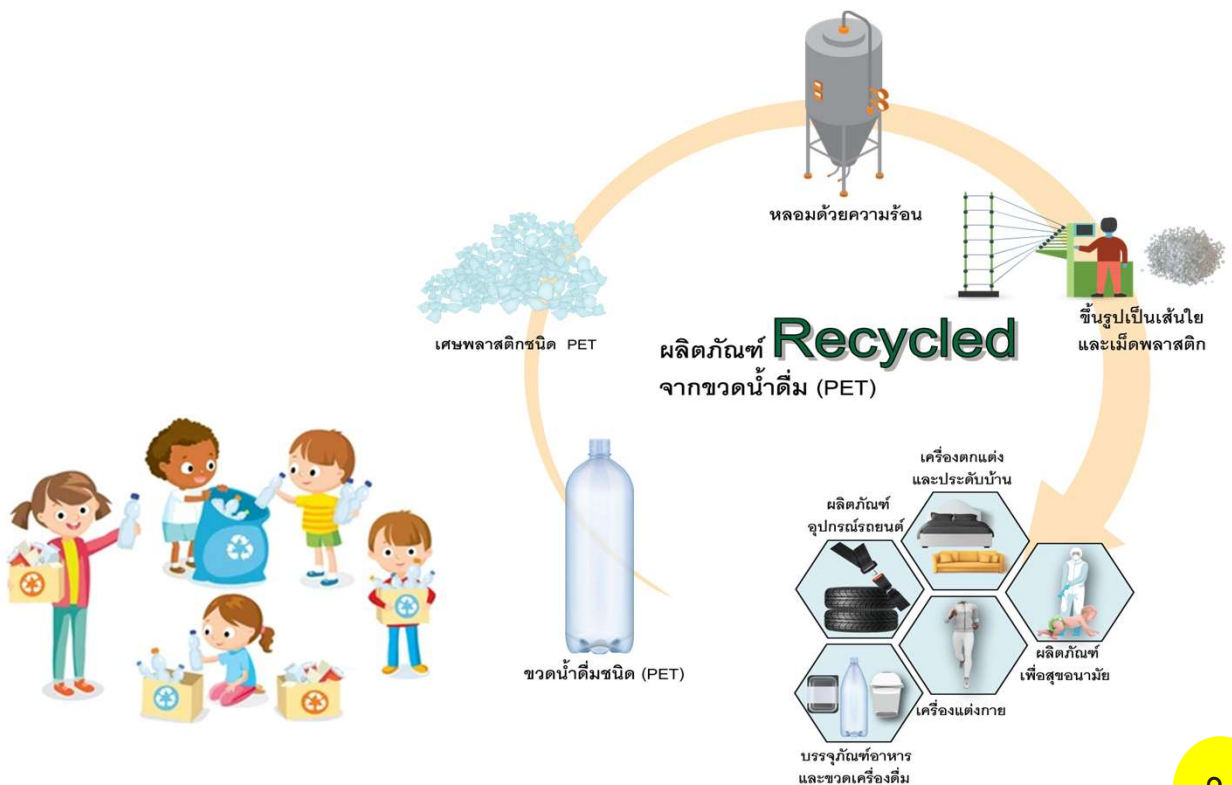 หลอมด้วยความร้อน
เศษพลาสติกชนิด PET
ขึ้นรูปเป็นเส้นใย
และเม็ดพลาสติก
ผลิตภัณฑ์ Recycled
จากขวดน้ำดื่ม (PET)
เครื่องตกแต่ง
และประดับบ้าน
ผลิตภัณฑ์
อุปกรณ์รถยนต์
ขวดน้ำดื่มชนิด (PET)
ผลิตภัณฑ์
เพื่อสุขอนามัย
เครื่องแต่งกาย
บรรจุภัณฑ์อาหาร
และขวดเครื่องดื่ม